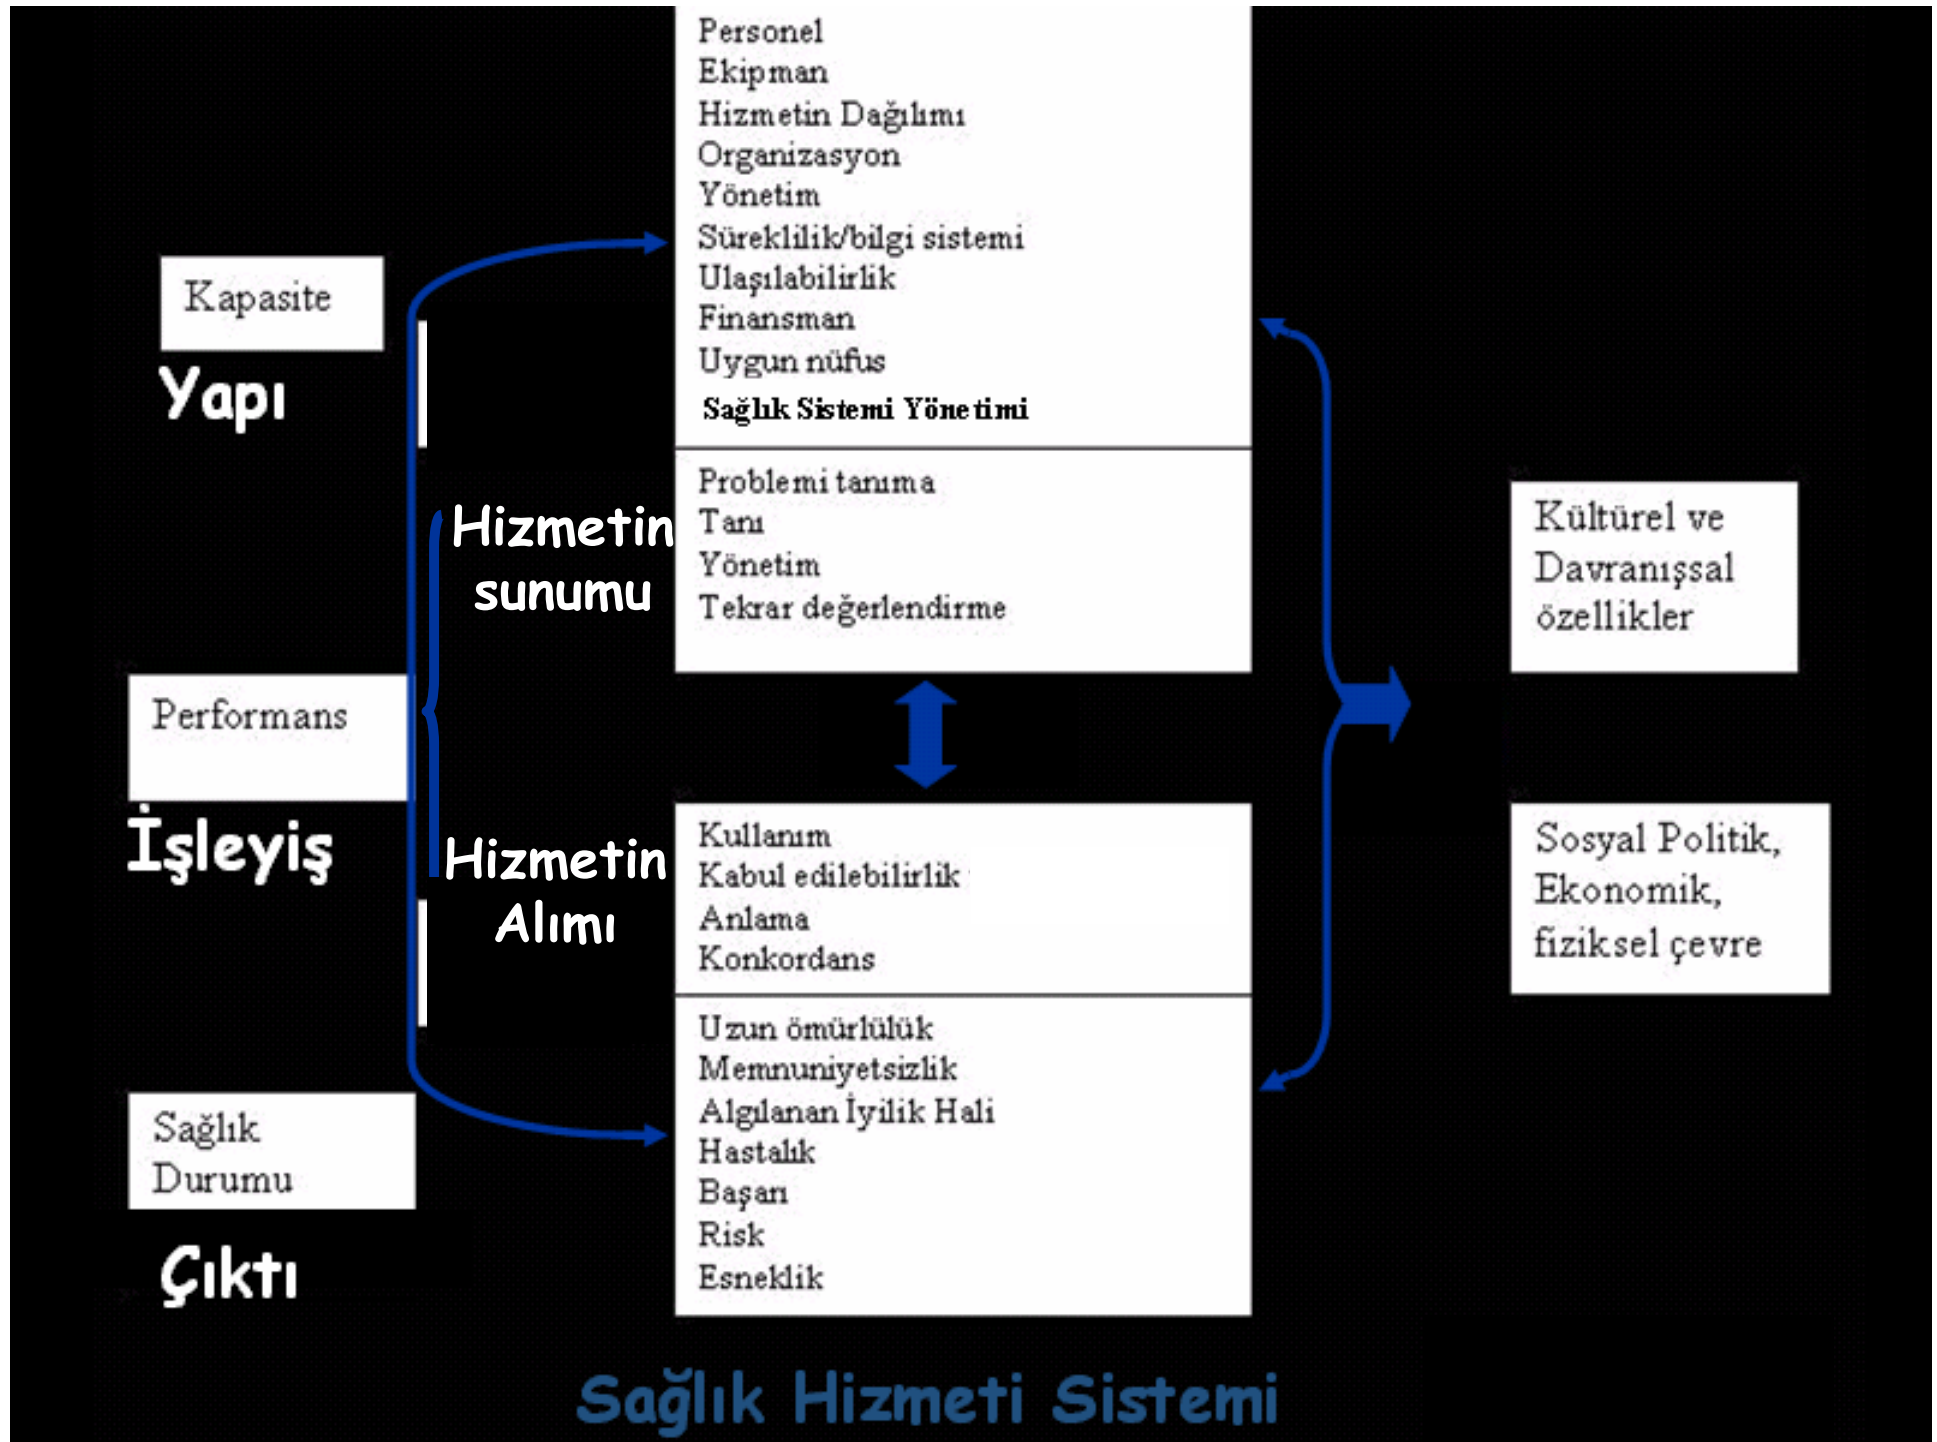 Personel
Ekipman
Hizmetin Dağılımı
Organizasyon
Yönetim
Süreklilik/bilgi sistemi
Ulaşılabilirlik
Finansman
Uygun nüfus
Sağlık Sistemi Yönetimi
Kapasite
Yapı
Problemi tanıma
Tanı
Yönetim
Tekrar değerlendirme
Hizmetin
sunumu
Performans
İşleyiş
Hizmetin
Alımı
Kullanım
Kabul edilebilirlik
Anlama
Konkordans
Uzun ömürlülük
Memnuniyetsizlik
Algılanan İyilik Hali
Hastalık
Başarı
Risk
Esneklik
Sağlık
Durumu
Çıktı
Kültürel ve
Davranışsal
özellikler
Sosyal Politik,
Ekonomik,
fiziksel çevre
Sağlık Hizmeti Sistemi